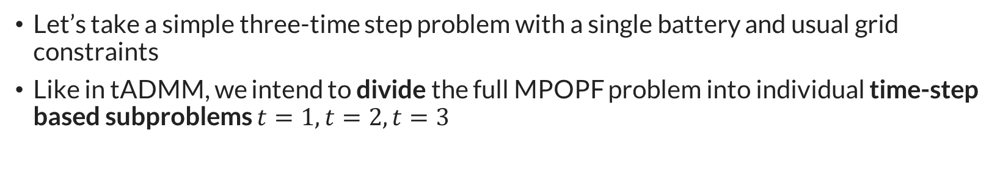 • Let’s take a simple three-time step problem with a single battery and usual grid
constraints
• Like in tADMM, we intend to divide the full MPOPF problem into individual time-step
based subproblems t = 1, t = 2, t = 3